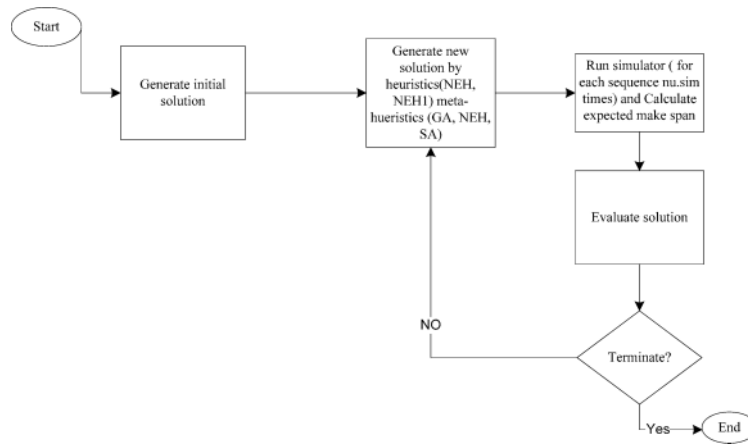 Start
Generate initial
solution
Generate new
solution by
heuristics(NEH,
NEH1) meta-
hueristics (GA, NEH,
SA)
Run simulator ( for
each sequence nu.sim
times) and Calculate
expected make span
Evaluate solution
NO
Terminate?
Yes
End